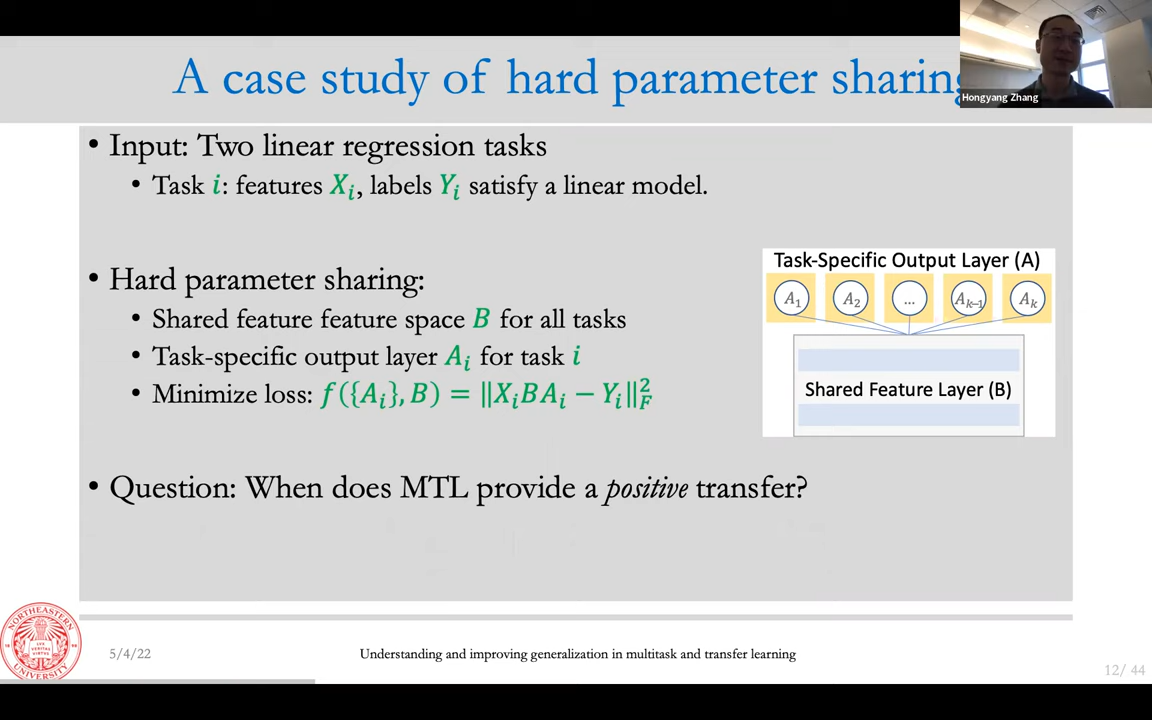 A case study of hard parameter sharing
Hongyang Zhang
• Input: Two linear regression tasks
• Task i: features Xᵢ, labels Yᵢ satisfy a linear model.
• Hard parameter sharing:
• Shared feature feature space B for all tasks
• Task-specific output layer Aᵢ for task i
• Minimize loss: f({Aᵢ}, B) = ‖XᵢBAᵢ − Yᵢ‖²_F
Task-Specific Output Layer (A)
A₁ A₂ ... Aₖ₋₁ Aₖ
Shared Feature Layer (B)
• Question: When does MTL provide a positive transfer?
NORTHEASTERN
UNIVERSITY
5/4/22
Understanding and improving generalization in multitask and transfer learning
12/ 44